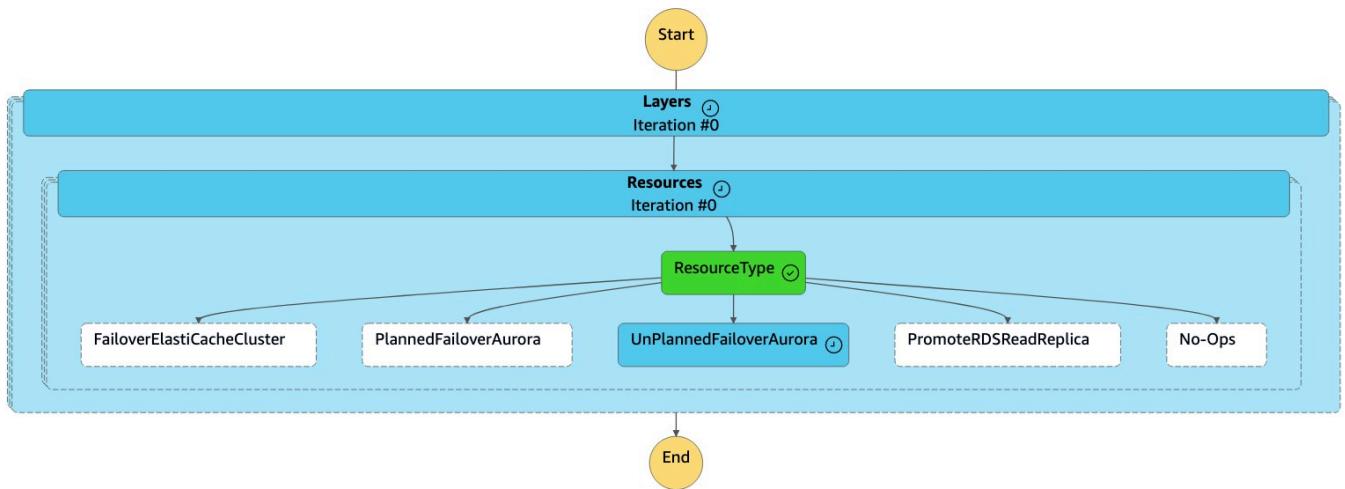 Start
Layers
Iteration #0
Resources
Iteration #0
ResourceType
FailoverElastiCacheCluster
PlannedFailoverAurora
UnPlannedFailoverAurora
PromoteRDSReadReplica
No-Ops
End